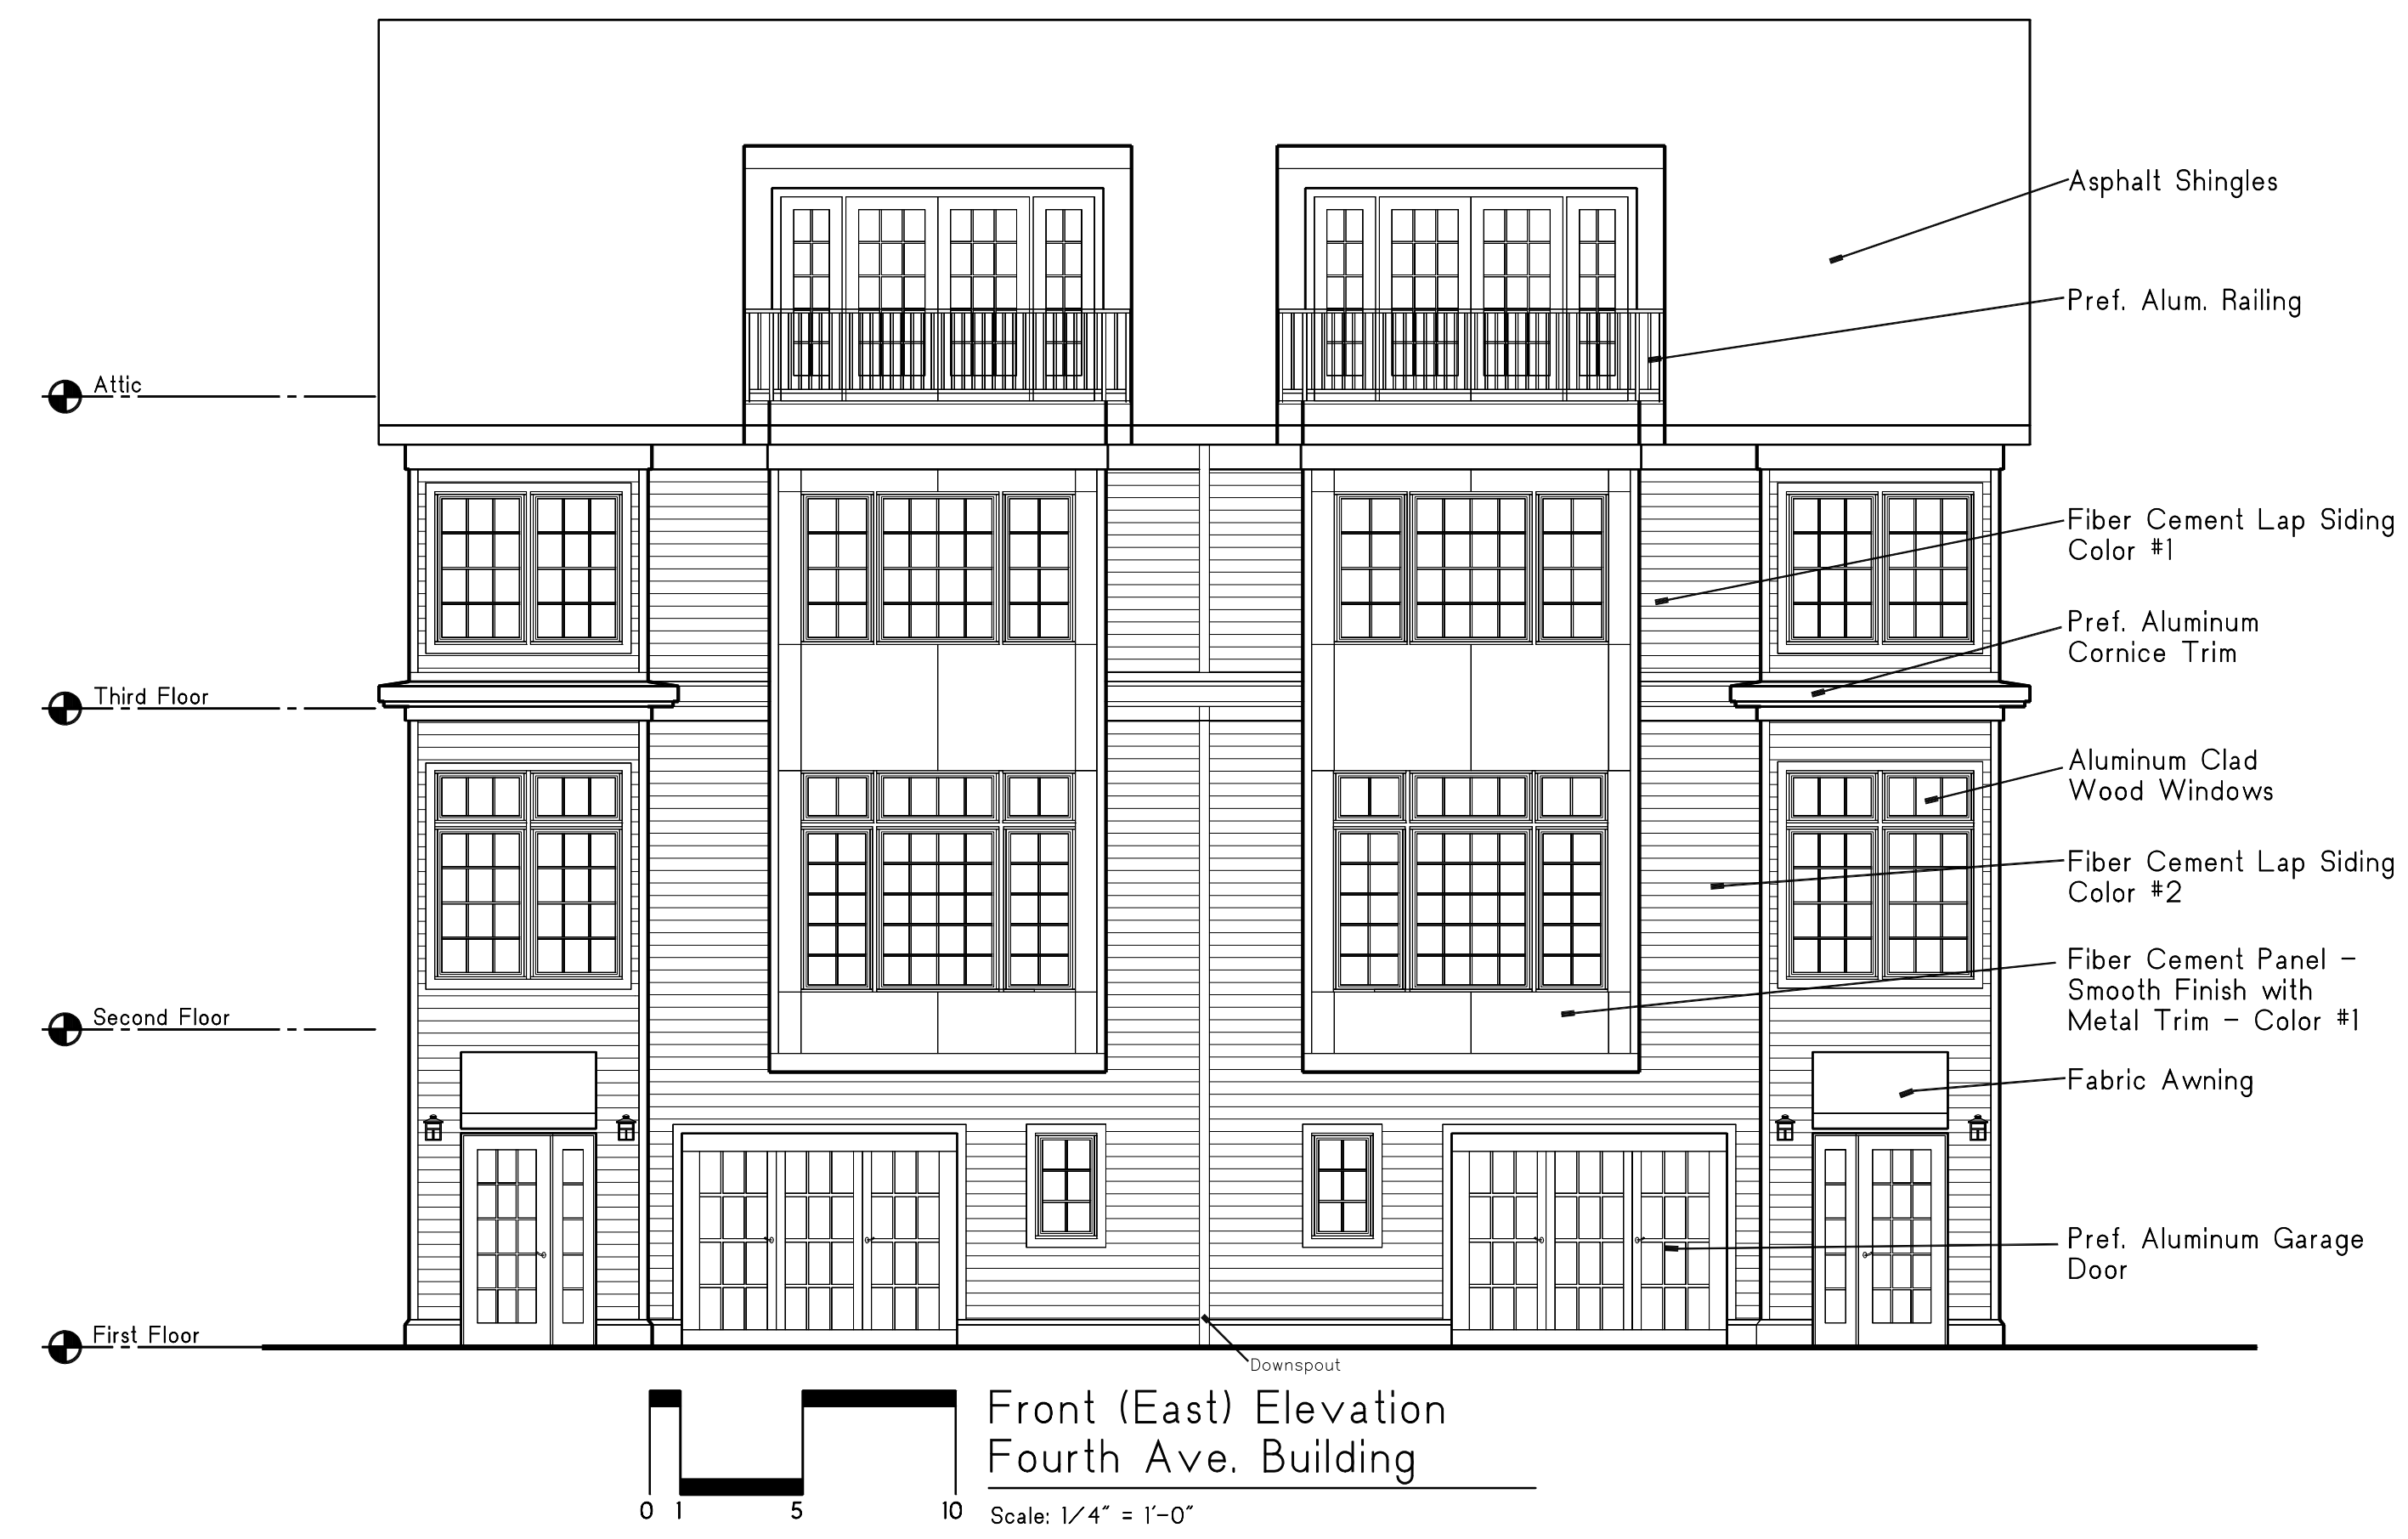 Asphalt Shingles
Pref. Alum. Railing
Attic
Fiber Cement Lap Siding
Color #1
Pref. Aluminum
Cornice Trim
Third Floor
Aluminum Clad
Wood Windows
Fiber Cement Lap Siding
Color #2
Fiber Cement Panel -
Smooth Finish with
Metal Trim - Color #1
Second Floor
Fabric Awning
Pref. Aluminum Garage
Door
First Floor
Downspout
Front (East) Elevation
Fourth Ave. Building
0 1 5 10
Scale: 1/4" = 1'-0"